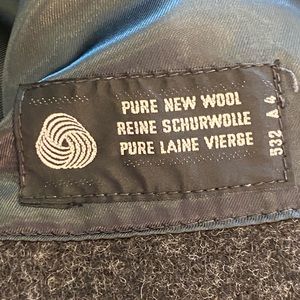 PURE NEW WOOL
REINE SCHURWOLLE
PURE LAINE VIERGE
532 A 4